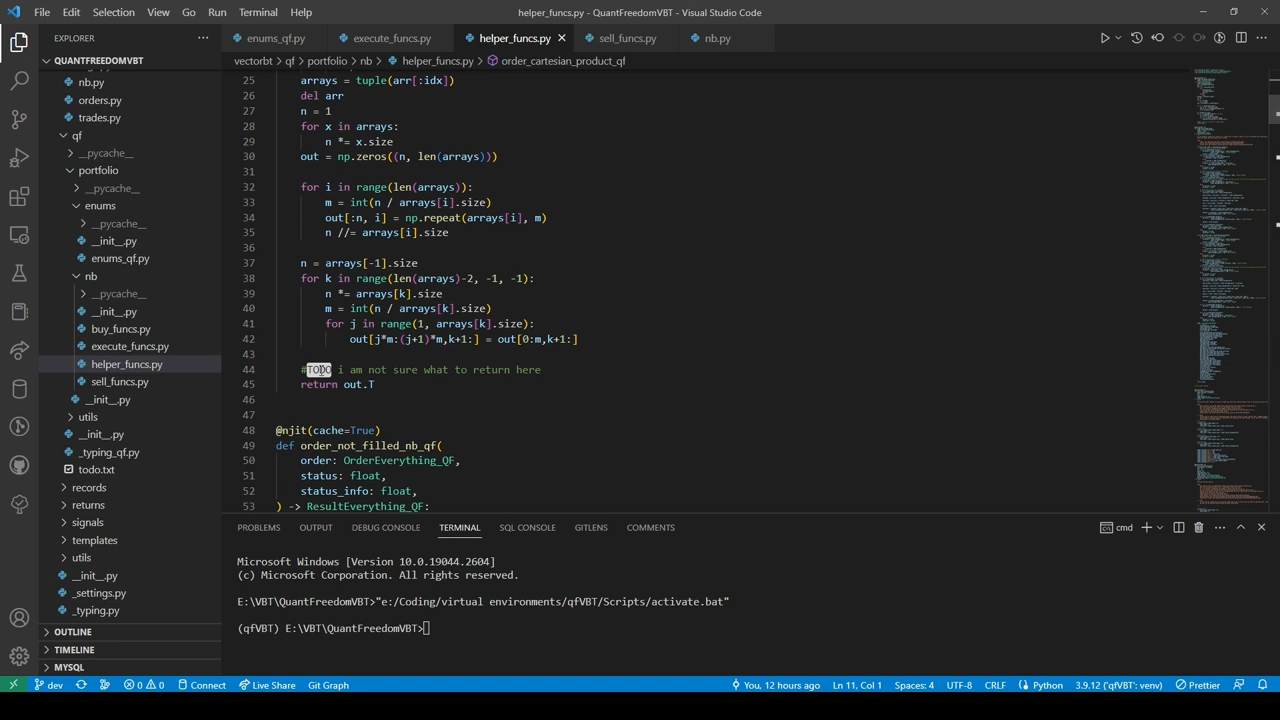 File Edit Selection View Go Run Terminal Help
helper_funcs.py - QuantFreedomVBT - Visual Studio Code
EXPLORER
enums_qf.py execute_funcs.py helper_funcs.py sell_funcs.py nb.py
QUANTFREEDOMVBT
vectorbt > qf > portfolio > nb > helper_funcs.py > order_cartesian_product_qf
nb.py
orders.py
trades.py
qf
__pycache__
portfolio
__pycache__
enums
__pycache__
__init__.py
enums_qf.py
nb
__pycache__
__init__.py
buy_funcs.py
execute_funcs.py
helper_funcs.py
sell_funcs.py
__init__.py
utils
__init__.py
_typing_qf.py
todo.txt
records
returns
signals
templates
utils
__init__.py
_settings.py
_typing.py
OUTLINE
TIMELINE
MYSQL
25 arrays = tuple(arr[:idx])
26 del arr
27 n = 1
28 for x in arrays:
29 n *= x.size
30 out = np.zeros((n, len(arrays)))
31
32 for i in range(len(arrays)):
33 m = int(n / arrays[i].size)
34 out[:n, i] = np.repeat(arrays[i], m)
35 n //= arrays[i].size
36
37 n = arrays[-1].size
38 for k in range(len(arrays)-2, -1, -1):
39 n *= arrays[k].size
40 m = int(n / arrays[k].size)
41 for j in range(1, arrays[k].size):
42 out[j*m:(j+1)*m,k+1:] = out[0:m,k+1:]
43
44 #TODO i am not sure what to return here
45 return out.T
46
47
48 @njit(cache=True)
49 def order_not_filled_nb_qf(
50 order: OrderEverything_QF,
51 status: float,
52 status_info: float,
53 ) -> ResultEverything_QF:
PROBLEMS OUTPUT DEBUG CONSOLE TERMINAL SQL CONSOLE GITLENS COMMENTS
cmd
Microsoft Windows [Version 10.0.19044.2604]
(c) Microsoft Corporation. All rights reserved.
E:\VBT\QuantFreedomVBT>"e:/Coding/virtual environments/qfVBT/Scripts/activate.bat"
(qfVBT) E:\VBT\QuantFreedomVBT>
dev 0 0 Connect Live Share Git Graph You, 12 hours ago Ln 11, Col 1 Spaces: 4 UTF-8 CRLF Python 3.9.12 ('qfVBT': venv) Prettier